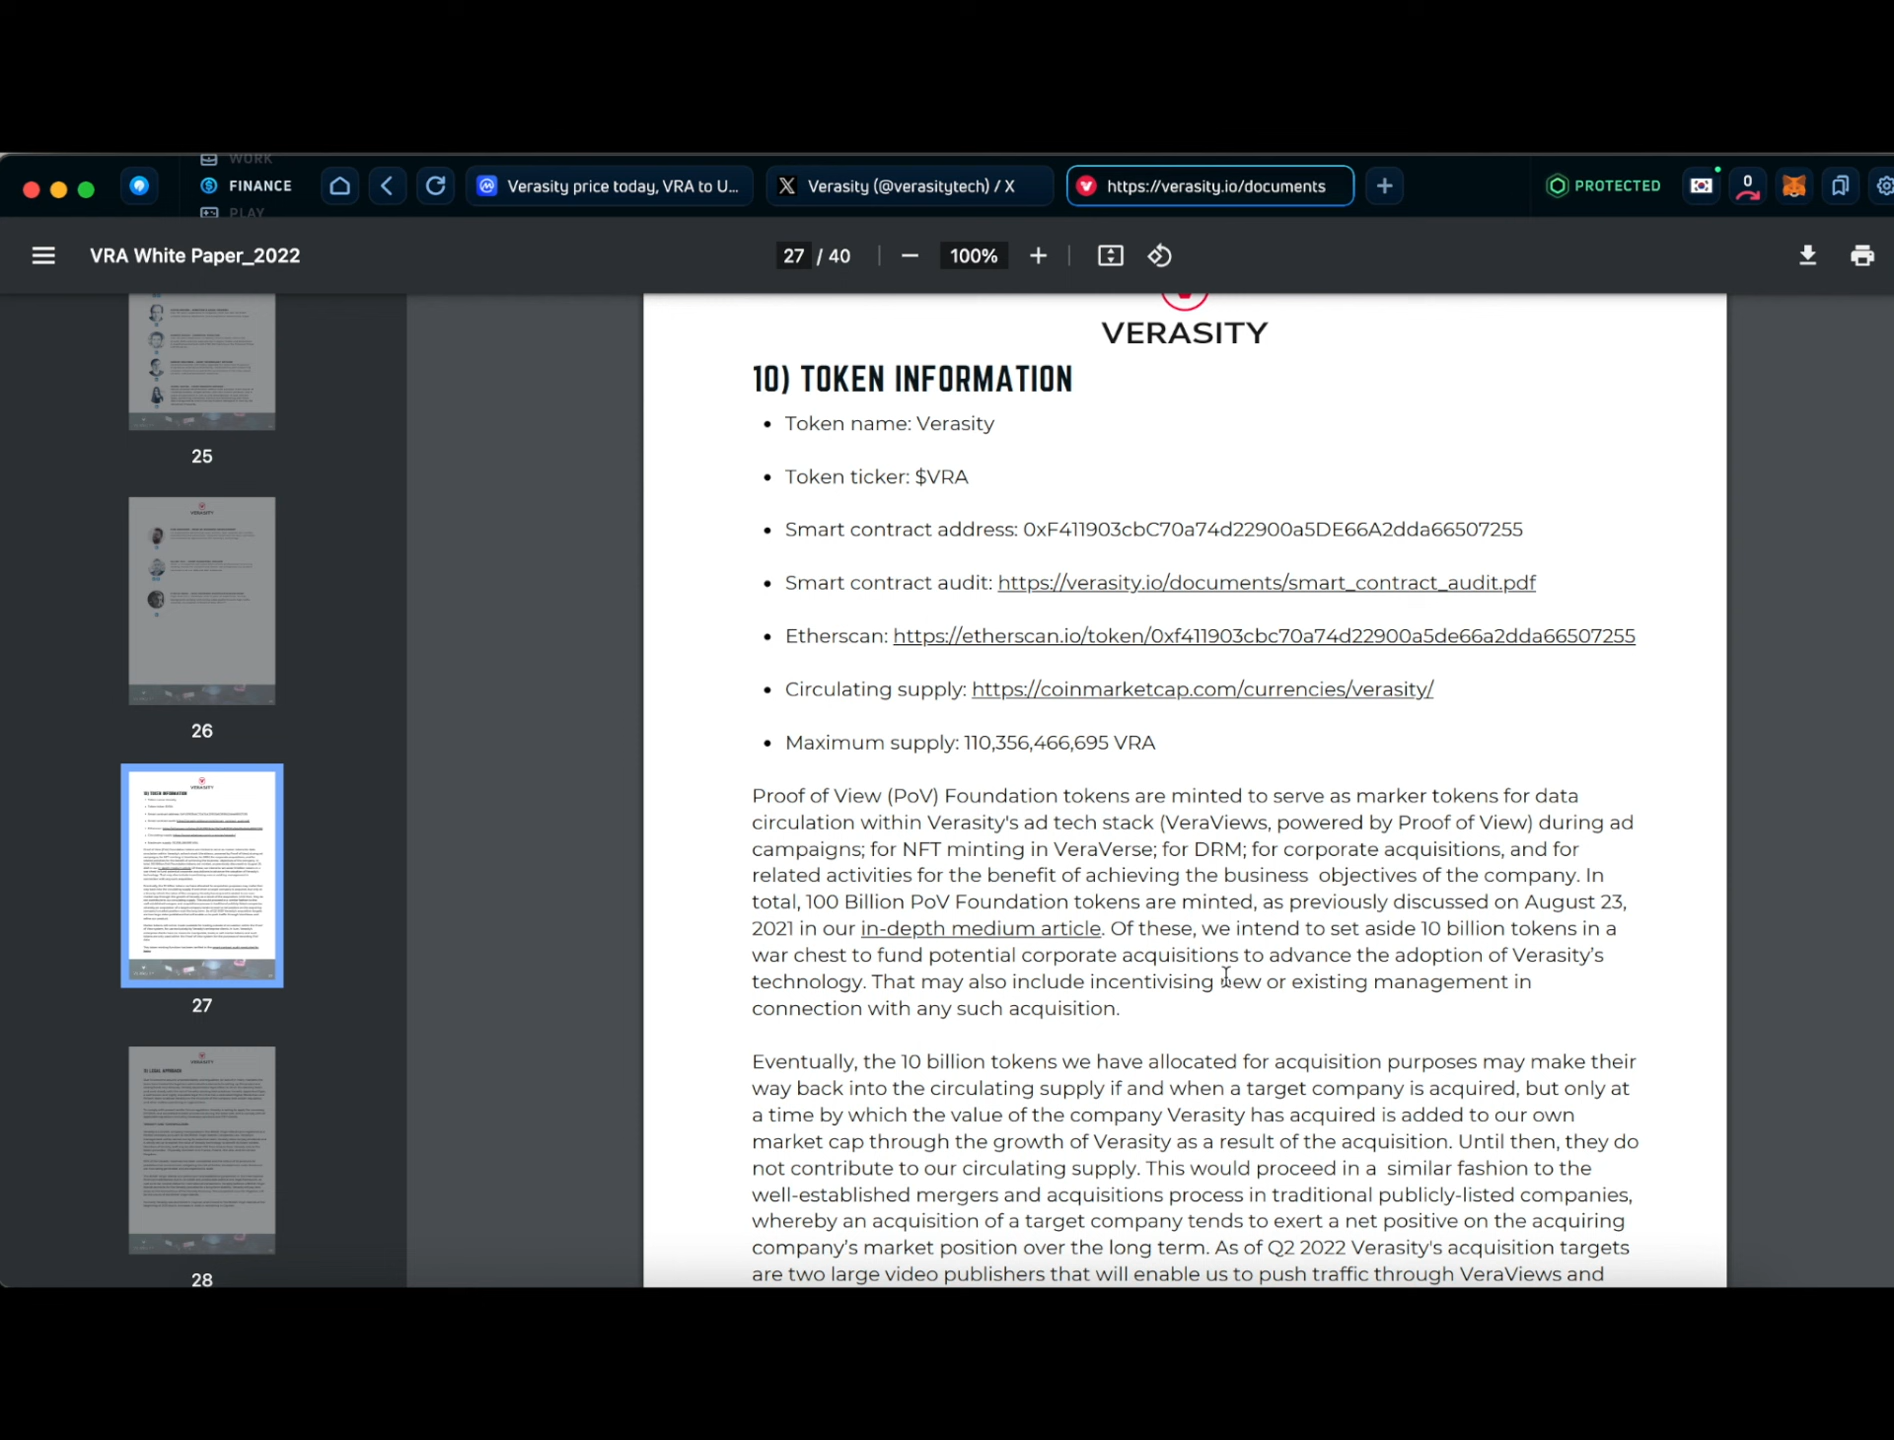 WORK
FINANCE
PLAY
Verasity price today, VRA to U...
Verasity (@verasitytech) / X
https://verasity.io/documents
PROTECTED
0
VRA White Paper_2022
27 / 40
100%
25
VERASITY
26
VERASITY
10) TOKEN INFORMATION
27
28
VERASITY
10) TOKEN INFORMATION
• Token name: Verasity
• Token ticker: $VRA
• Smart contract address: 0xF411903cbC70a74d22900a5DE66A2dda66507255
• Smart contract audit: https://verasity.io/documents/smart_contract_audit.pdf
• Etherscan: https://etherscan.io/token/0xf411903cbc70a74d22900a5de66a2dda66507255
• Circulating supply: https://coinmarketcap.com/currencies/verasity/
• Maximum supply: 110,356,466,695 VRA
Proof of View (PoV) Foundation tokens are minted to serve as marker tokens for data
circulation within Verasity's ad tech stack (VeraViews, powered by Proof of View) during ad
campaigns; for NFT minting in VeraVerse; for DRM; for corporate acquisitions, and for
related activities for the benefit of achieving the business objectives of the company. In
total, 100 Billion PoV Foundation tokens are minted, as previously discussed on August 23,
2021 in our in-depth medium article. Of these, we intend to set aside 10 billion tokens in a
war chest to fund potential corporate acquisitions to advance the adoption of Verasity’s
technology. That may also include incentivising new or existing management in
connection with any such acquisition.
Eventually, the 10 billion tokens we have allocated for acquisition purposes may make their
way back into the circulating supply if and when a target company is acquired, but only at
a time by which the value of the company Verasity has acquired is added to our own
market cap through the growth of Verasity as a result of the acquisition. Until then, they do
not contribute to our circulating supply. This would proceed in a similar fashion to the
well-established mergers and acquisitions process in traditional publicly-listed companies,
whereby an acquisition of a target company tends to exert a net positive on the acquiring
company’s market position over the long term. As of Q2 2022 Verasity's acquisition targets
are two large video publishers that will enable us to push traffic through VeraViews and